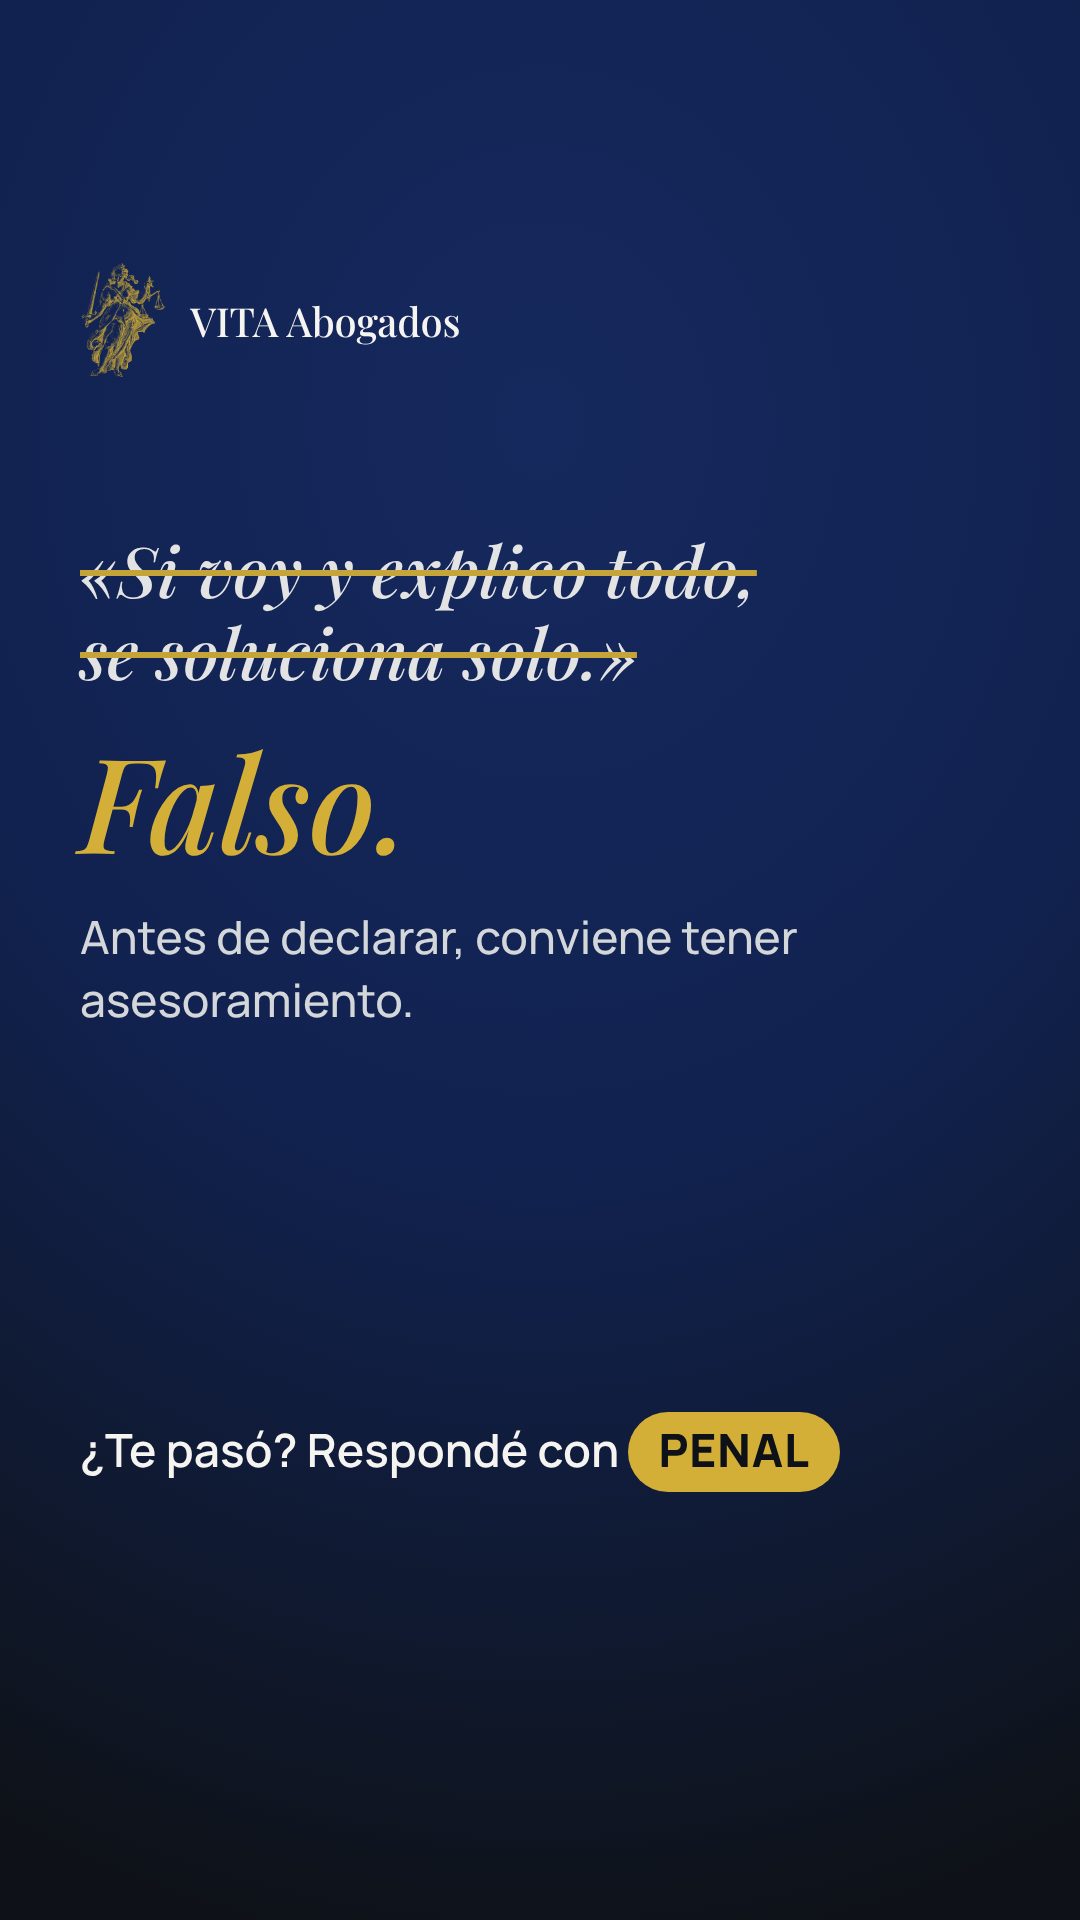 VITA Abogados
«Si voy y explico todo,
se soluciona solo.»
Falso.
Antes de declarar, conviene tener
asesoramiento.
¿Te pasó? Respondé con PENAL